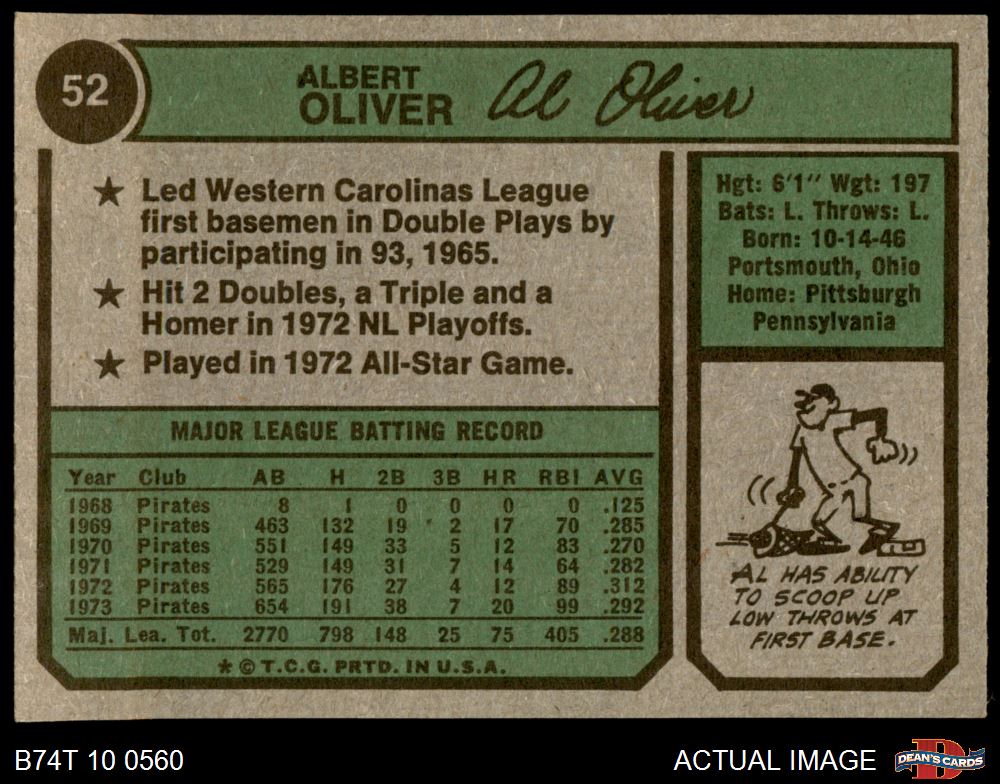 52
ALBERT
OLIVER
Al Oliver
★ Led Western Carolinas League
first basemen in Double Plays by
participating in 93, 1965.
★ Hit 2 Doubles, a Triple and a
Homer in 1972 NL Playoffs.
★ Played in 1972 All-Star Game.
Hgt: 6'1" Wgt: 197
Bats: L. Throws: L.
Born: 10-14-46
Portsmouth, Ohio
Home: Pittsburgh
Pennsylvania
MAJOR LEAGUE BATTING RECORD
Year Club AB H 2B 3B HR RBI AVG
1968 Pirates 8 1 0 0 0 0 .125
1969 Pirates 463 132 19 2 17 70 .285
1970 Pirates 551 149 33 5 12 83 .270
1971 Pirates 529 149 31 7 14 64 .282
1972 Pirates 565 176 27 4 12 89 .312
1973 Pirates 654 191 38 7 20 99 .292
Maj. Lea. Tot. 2770 798 148 25 75 405 .288
★ © T.C.G. PRTD. IN U.S.A.
AL HAS ABILITY
TO SCOOP UP
LOW THROWS AT
FIRST BASE.
B74T 10 0560
ACTUAL IMAGE
D
DEAN'S CARDS